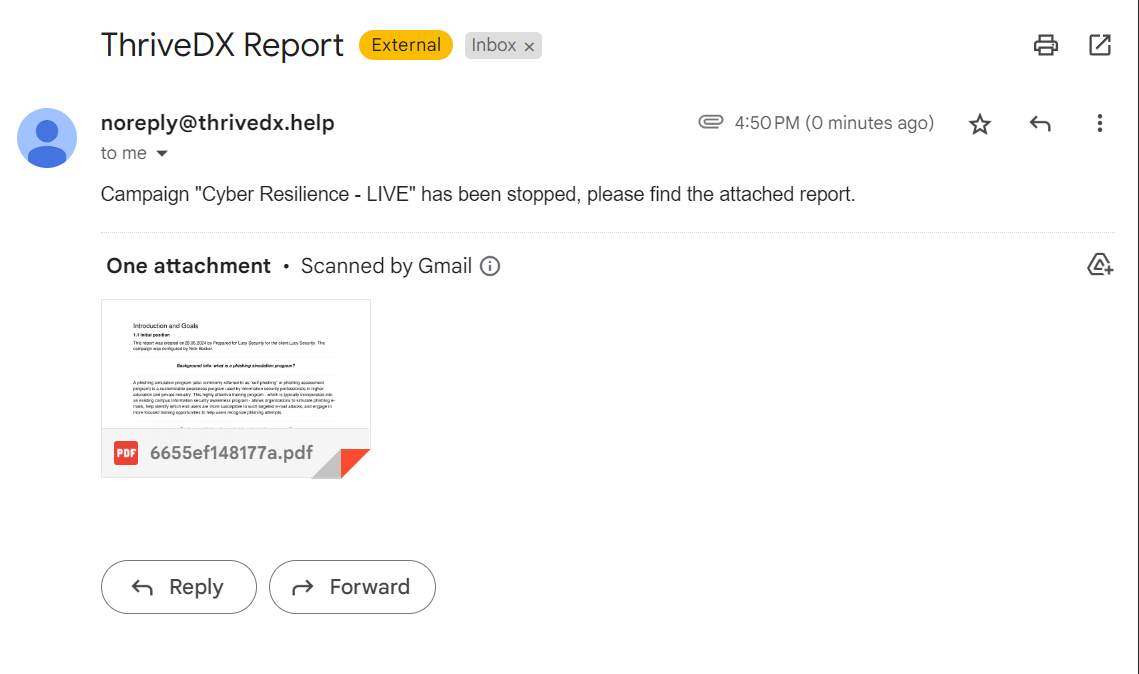 ThriveDX Report External Inbox ×
noreply@thrivedx.help 4:50 PM (0 minutes ago)
to me
Campaign "Cyber Resilience - LIVE" has been stopped, please find the attached report.
One attachment • Scanned by Gmail
Introduction and Goals
1.1 Initial position
This report was created on 28.05.2024 by Prepared for Lucy Security for the client Lucy Security. The
campaign was configured by
Background info: what is a phishing simulation program?
A phishing simulation program (also commonly referred to as "self phishing" or phishing assessment
program) is a customizable awareness program used by information security professionals in higher
education and private industry. This highly effective training program - which is typically incorporated into
an existing campus information security awareness program - allows organizations to simulate phishing e-
mails, help identify which end users are more susceptible to such targeted e-mail attacks, and engage in
more focused training opportunities to help users recognize phishing attempts.
PDF 6655ef148177a.pdf
Reply Forward